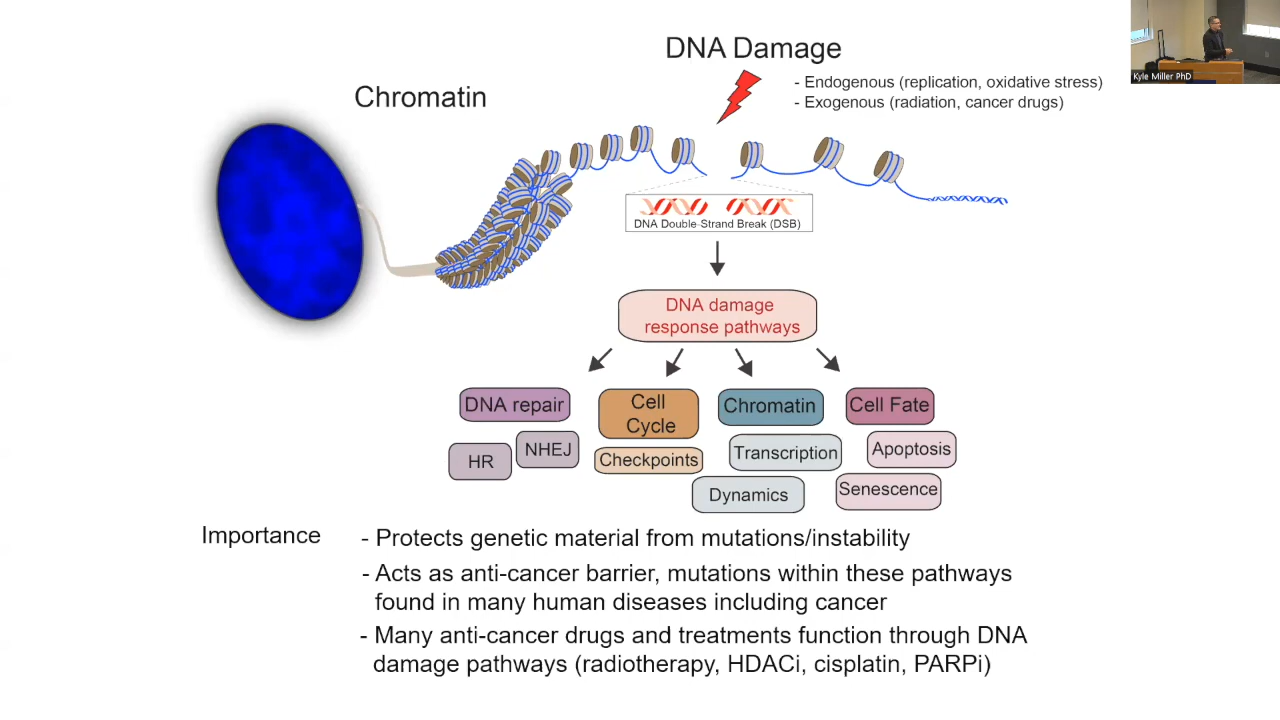 DNA Damage
- Endogenous (replication, oxidative stress)
- Exogenous (radiation, cancer drugs)
Kyle Miller PhD
Chromatin
DNA Double-Strand Break (DSB)
DNA damage
response pathways
DNA repair
HR
NHEJ
Cell
Cycle
Checkpoints
Chromatin
Transcription
Dynamics
Cell Fate
Apoptosis
Senescence
Importance
- Protects genetic material from mutations/instability
- Acts as anti-cancer barrier, mutations within these pathways
found in many human diseases including cancer
- Many anti-cancer drugs and treatments function through DNA
damage pathways (radiotherapy, HDACi, cisplatin, PARPi)